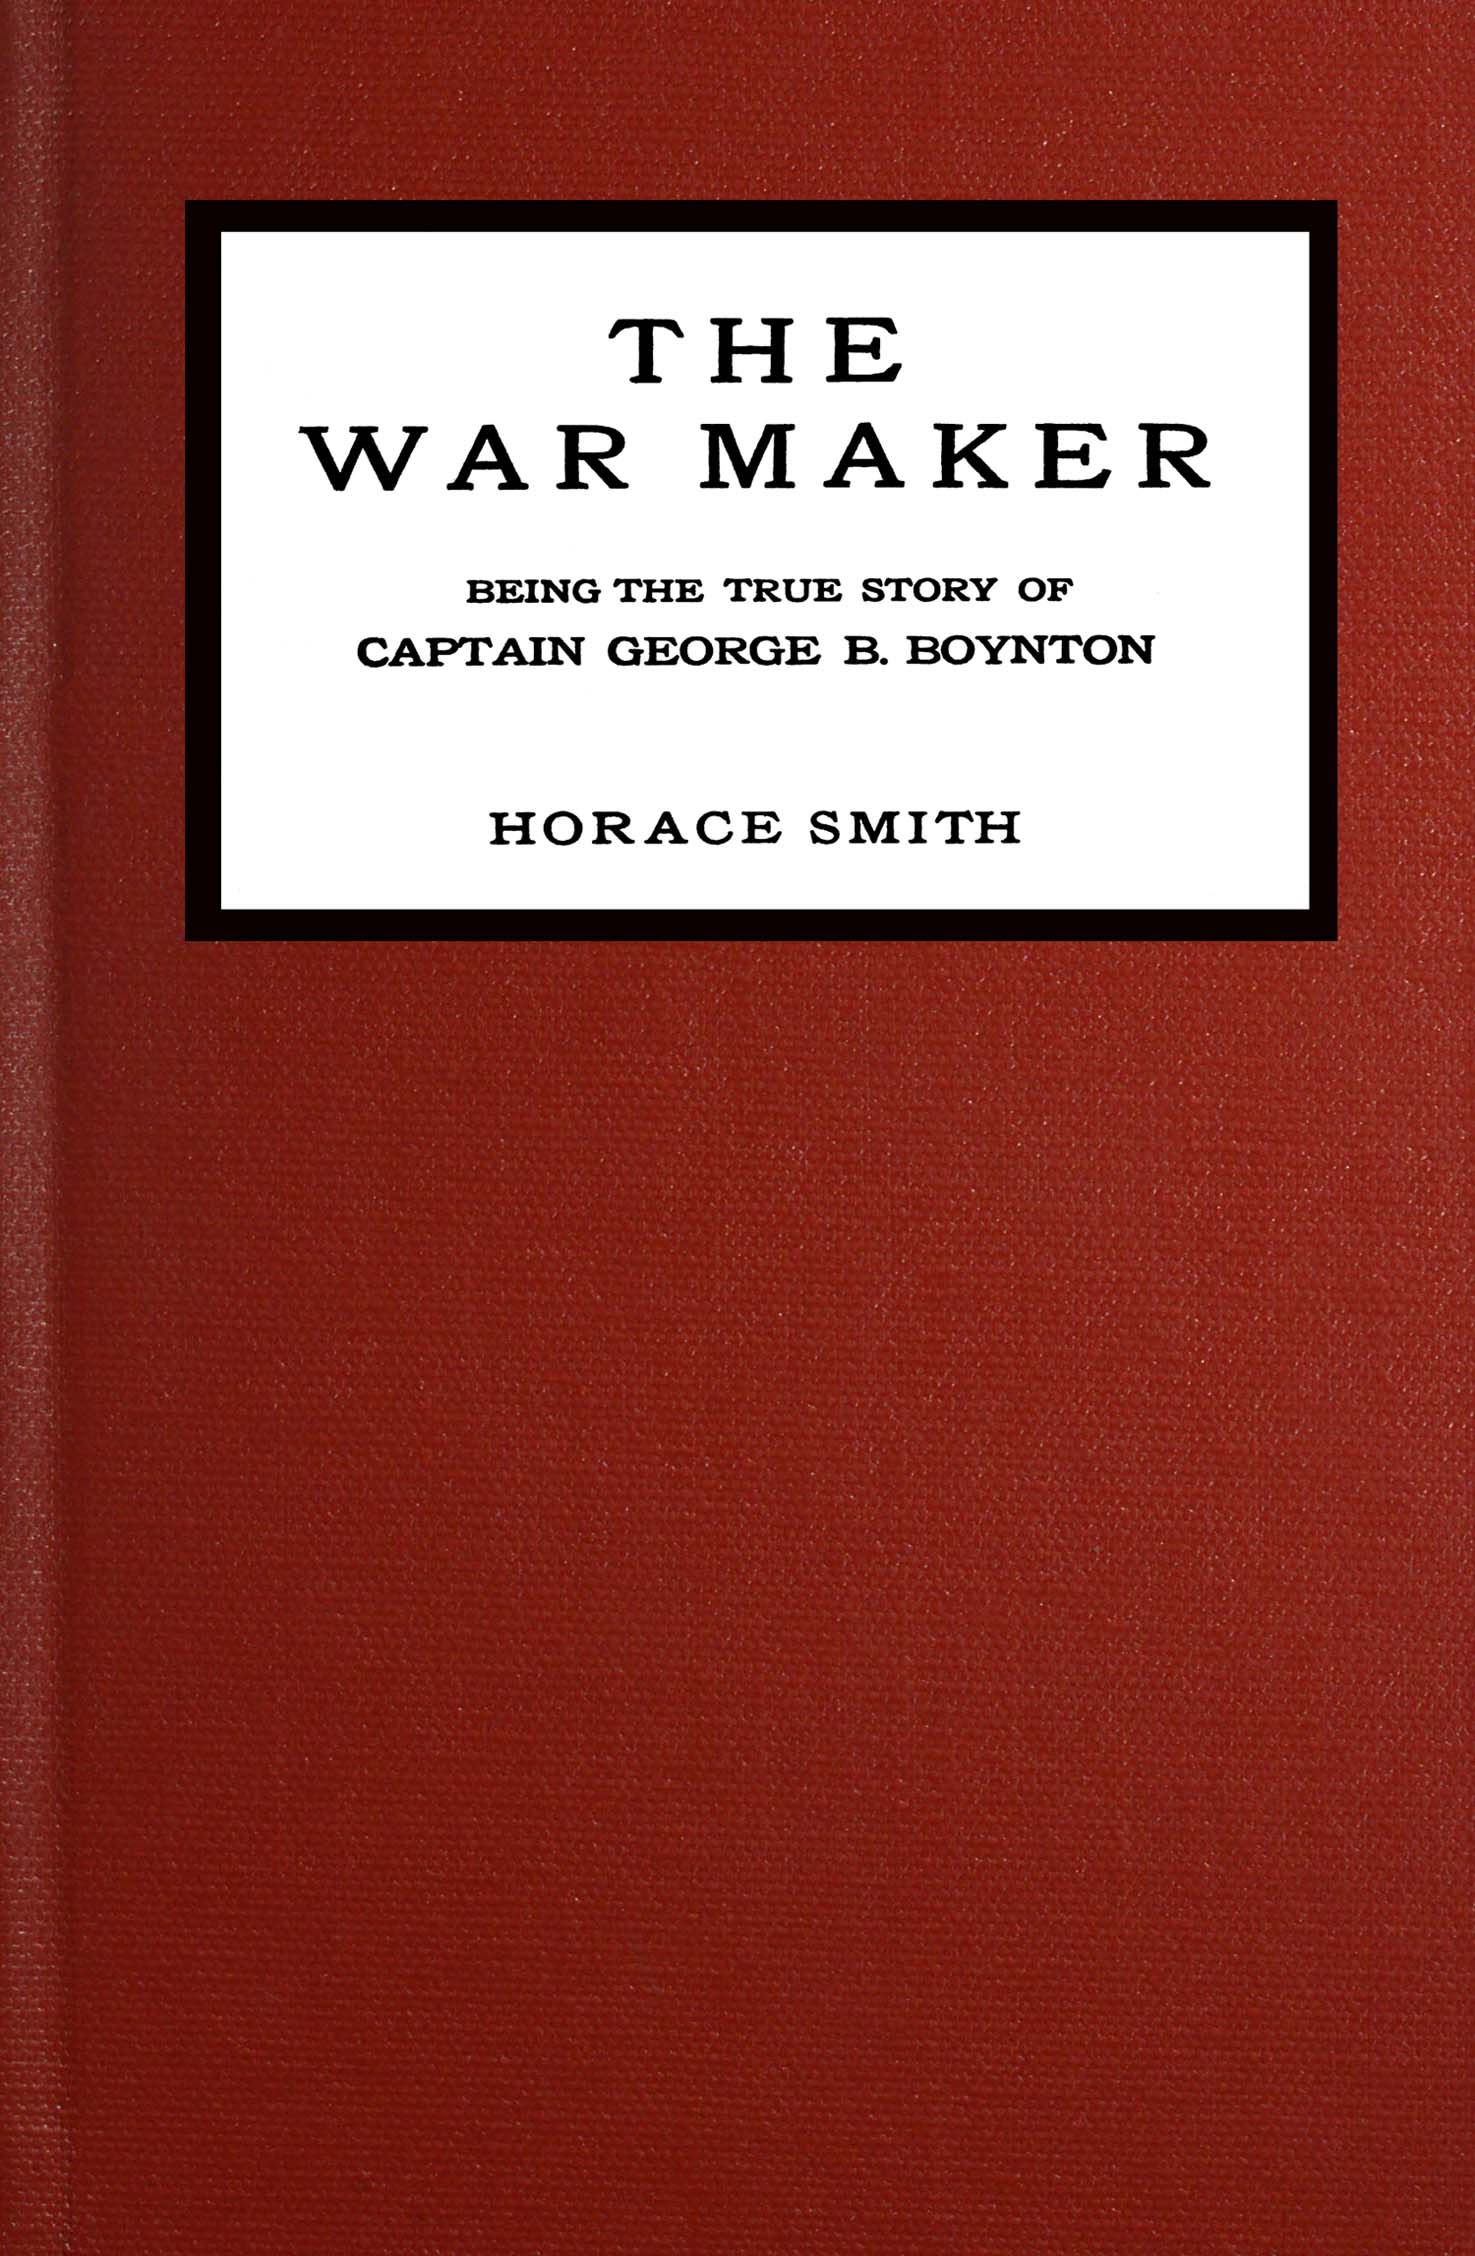 THE
WAR MAKER
BEING THE TRUE STORY OF
CAPTAIN GEORGE B. BOYNTON
HORACE SMITH